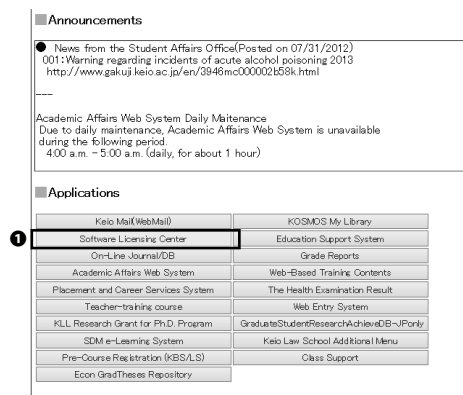 Announcements
● News from the Student Affairs Office(Posted on 07/31/2012)
001:Warning regarding incidents of acute alcohol poisoning 2013
http://www.gakuji.keio.ac.jp/en/3946mc000002b58k.html
---
Academic Affairs Web System Daily Maitenance
Due to daily maintenance, Academic Affairs Web System is unavailable
during the following period.
4:00 a.m. - 5:00 a.m. (daily, for about 1 hour)
Applications
Keio Mail(WebMail) KOSMOS My Library
❶ Software Licensing Center Education Support System
On-Line Journal/DB Grade Reports
Academic Affairs Web System Web-Based Training Contents
Placement and Career Services System The Health Examination Result
Teacher-training course Web Entry System
KLL Research Grant for Ph.D. Program GraduateStudentResearchAchieveDB-JPonly
SDM e-Learning System Keio Law School Additional Menu
Pre-Course Registration (KBS/LS) Class Support
Econ GradTheses Repository